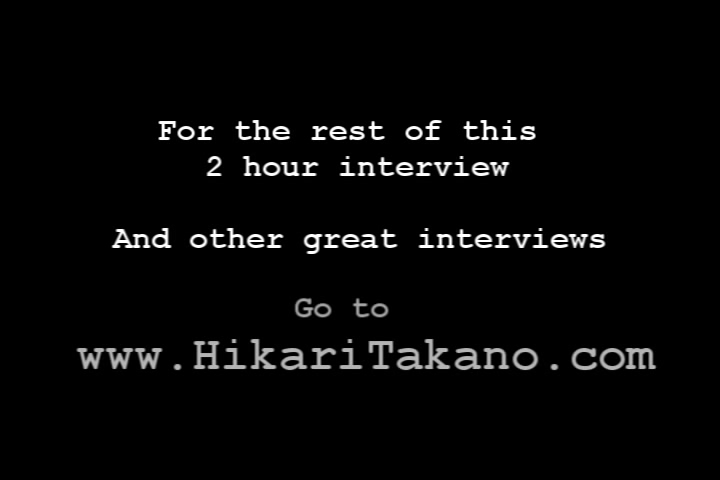 For the rest of this
2 hour interview
And other great interviews
Go to
www.HikariTakano.com